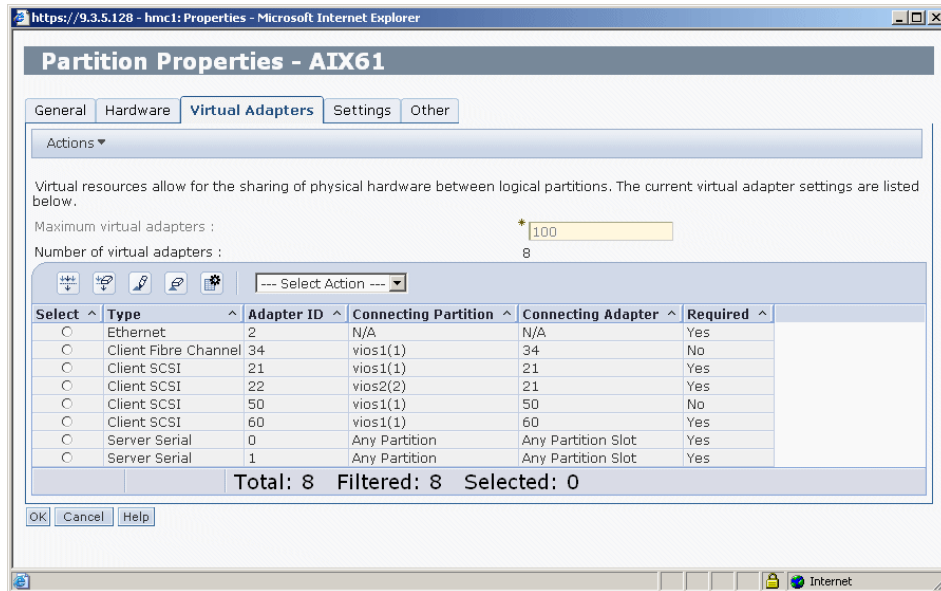 https://9.3.5.128 - hmc1: Properties - Microsoft Internet Explorer
Partition Properties - AIX61
General Hardware Virtual Adapters Settings Other
Actions
Virtual resources allow for the sharing of physical hardware between logical partitions. The current virtual adapter settings are listed
below.
Maximum virtual adapters : * 100
Number of virtual adapters : 8
--- Select Action ---
Select ^ Type ^ Adapter ID ^ Connecting Partition ^ Connecting Adapter ^ Required ^
Ethernet 2 N/A N/A Yes
Client Fibre Channel 34 vios1(1) 34 No
Client SCSI 21 vios1(1) 21 Yes
Client SCSI 22 vios2(2) 21 Yes
Client SCSI 50 vios1(1) 50 No
Client SCSI 60 vios1(1) 60 Yes
Server Serial 0 Any Partition Any Partition Slot Yes
Server Serial 1 Any Partition Any Partition Slot Yes
Total: 8 Filtered: 8 Selected: 0
OK Cancel Help
Internet